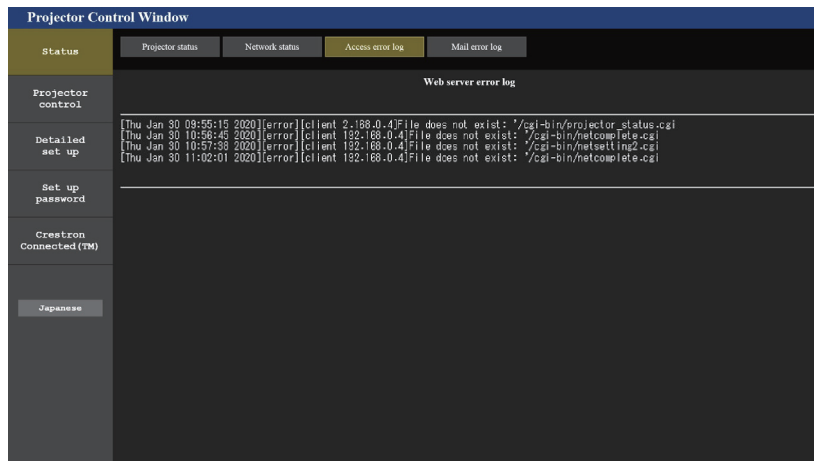 Projector Control Window
Status
Projector status
Network status
Access error log
Mail error log
Projector
control
Detailed
set up
Set up
password
Crestron
Connected(TM)
Japanese
Web server error log
[Thu Jan 30 09:55:15 2020][error][client 2.168.0.4]File does not exist: "/cgi-bin/projector_status.cgi
[Thu Jan 30 10:56:45 2020][error][client 192.168.0.4]File does not exist: "/cgi-bin/netcomplete.cgi
[Thu Jan 30 10:57:38 2020][error][client 192.168.0.4]File does not exist: "/cgi-bin/netsetting2.cgi
[Thu Jan 30 11:02:01 2020][error][client 192.168.0.4]File does not exist: "/cgi-bin/netcomplete.cgi